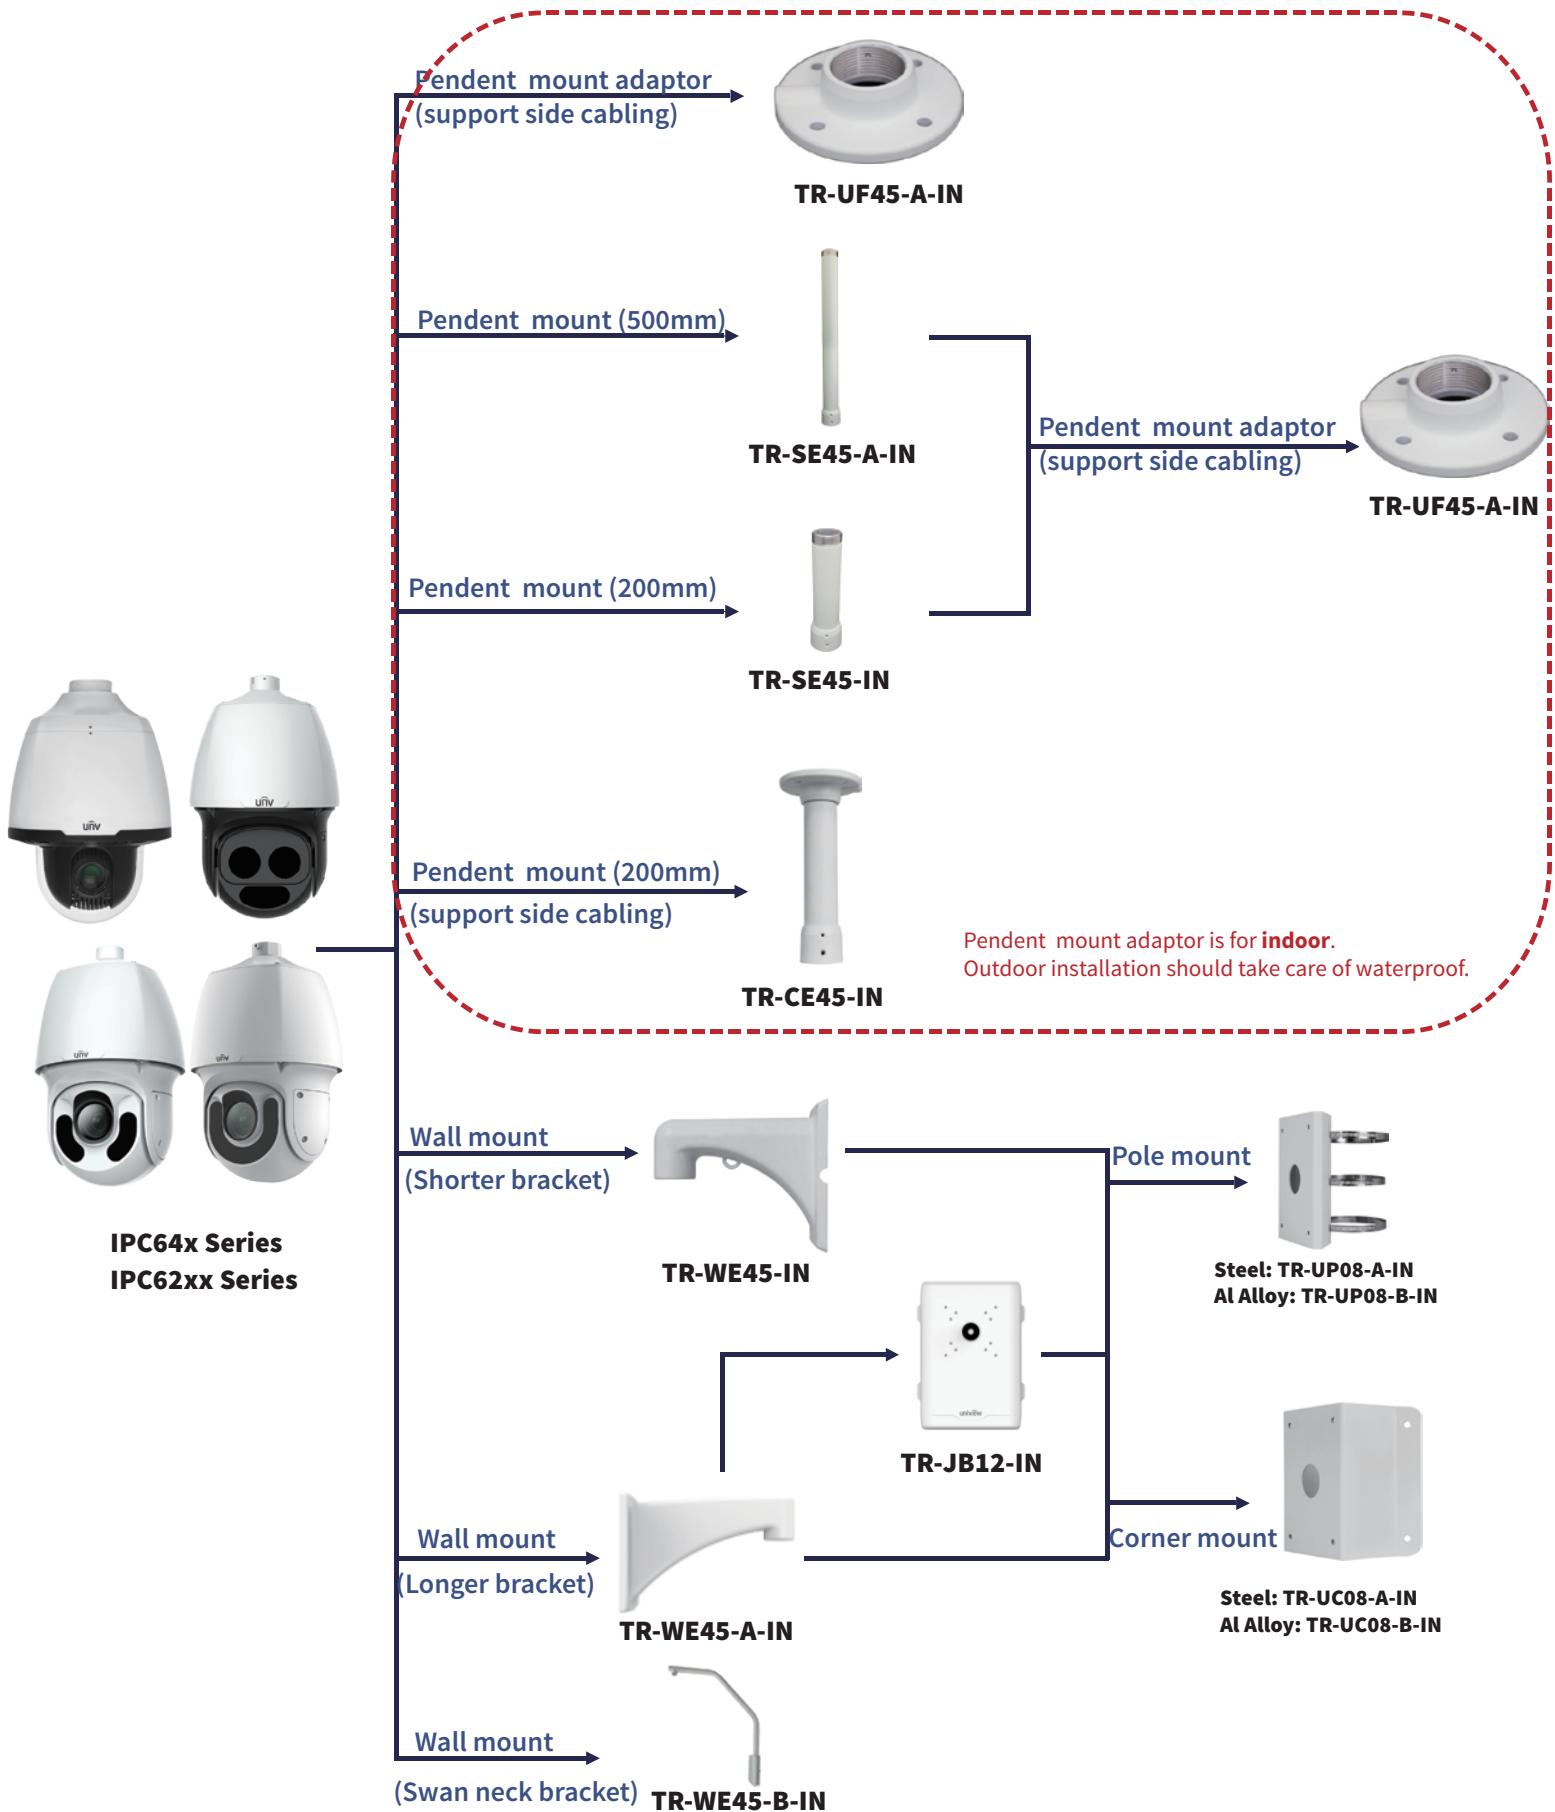 Pendent mount adaptor
(support side cabling)
TR-UF45-A-IN
Pendent mount (500mm)
TR-SE45-A-IN
Pendent mount adaptor
(support side cabling)
TR-UF45-A-IN
Pendent mount (200mm)
TR-SE45-IN
unv
unv
Pendent mount (200mm)
(support side cabling)
TR-CE45-IN
Pendent mount adaptor is for indoor.
Outdoor installation should take care of waterproof.
unv
unv
IPC64x Series
IPC62xx Series
Wall mount
(Shorter bracket)
TR-WE45-IN
Pole mount
Steel: TR-UP08-A-IN
Al Alloy: TR-UP08-B-IN
uniview
TR-JB12-IN
Wall mount
(Longer bracket)
TR-WE45-A-IN
Corner mount
Steel: TR-UC08-A-IN
Al Alloy: TR-UC08-B-IN
Wall mount
(Swan neck bracket)
TR-WE45-B-IN